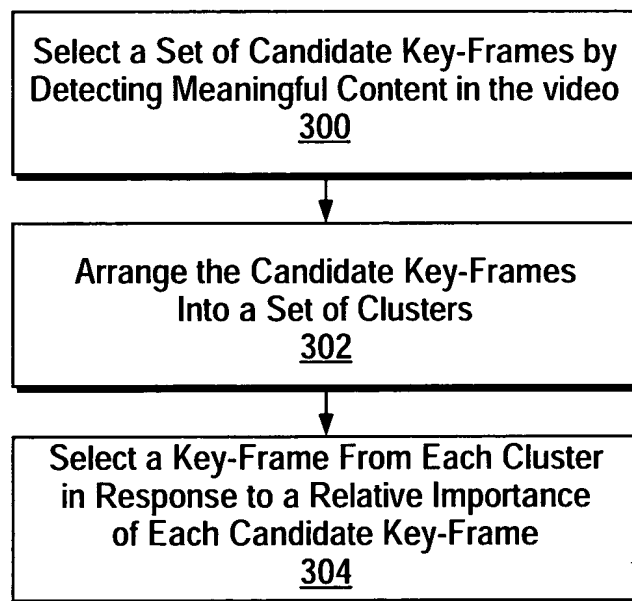 Select a Set of Candidate Key-Frames by
Detecting Meaningful Content in the video
300
Arrange the Candidate Key-Frames
Into a Set of Clusters
302
Select a Key-Frame From Each Cluster
in Response to a Relative Importance
of Each Candidate Key-Frame
304